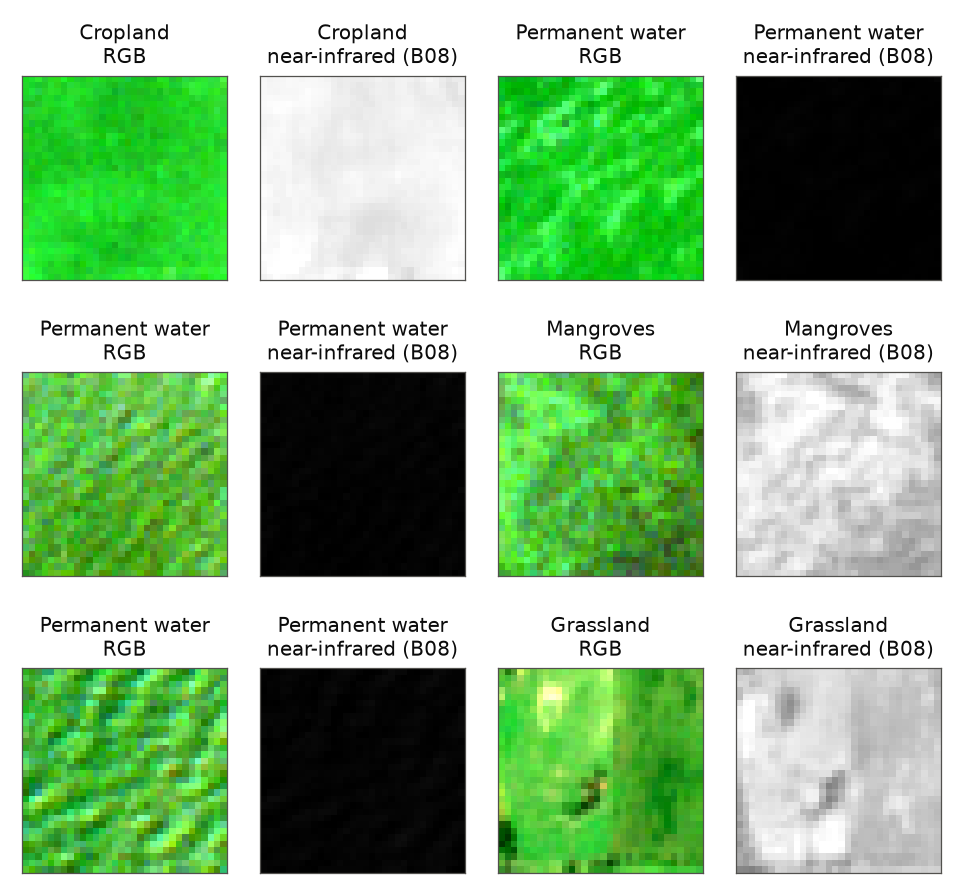 Cropland
RGB
Cropland
near-infrared (B08)
Permanent water
RGB
Permanent water
near-infrared (B08)
Permanent water
RGB
Permanent water
near-infrared (B08)
Mangroves
RGB
Mangroves
near-infrared (B08)
Permanent water
RGB
Permanent water
near-infrared (B08)
Grassland
RGB
Grassland
near-infrared (B08)